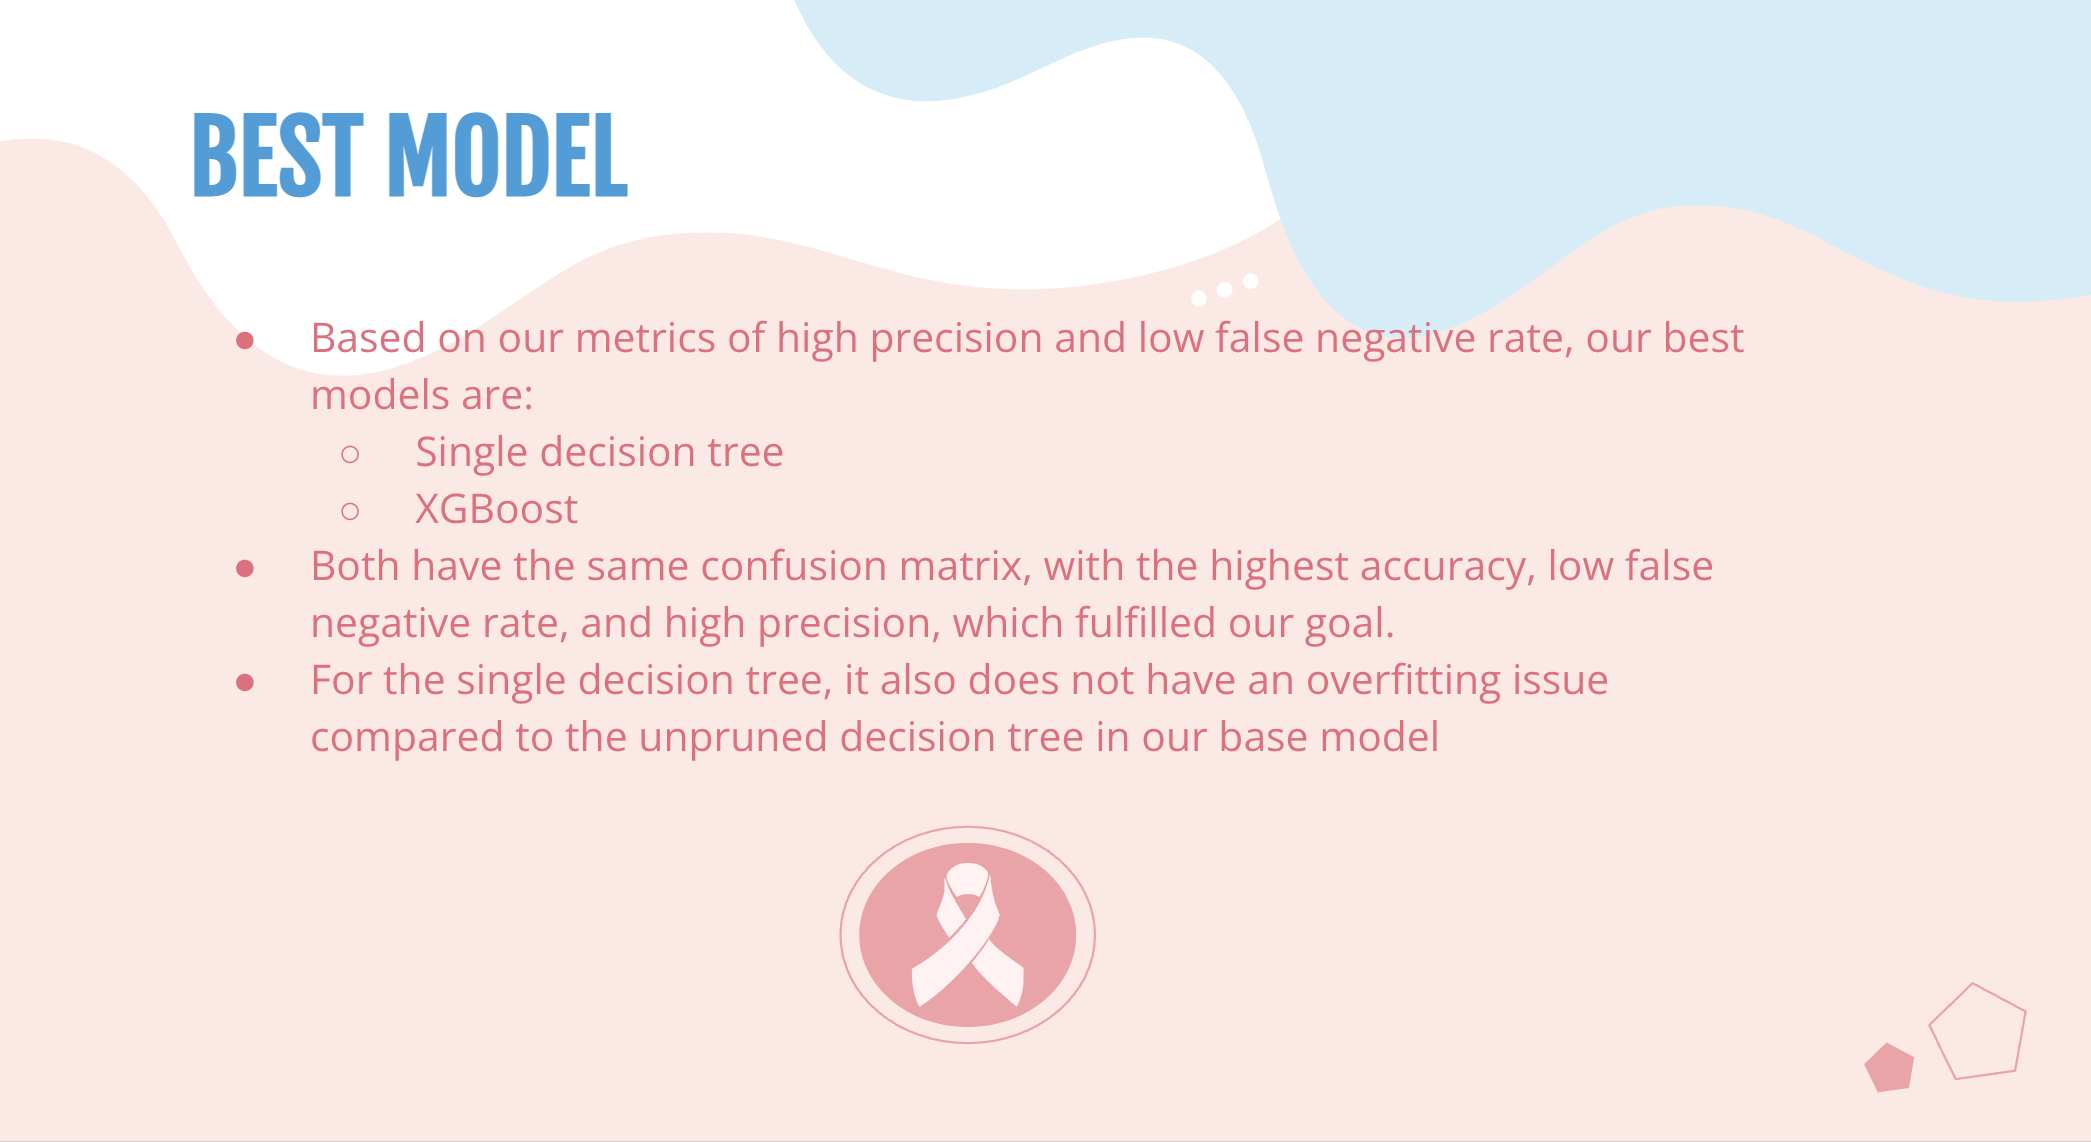 BEST MODEL
● Based on our metrics of high precision and low false negative rate, our best
models are:
○ Single decision tree
○ XGBoost
● Both have the same confusion matrix, with the highest accuracy, low false
negative rate, and high precision, which fulfilled our goal.
● For the single decision tree, it also does not have an overfitting issue
compared to the unpruned decision tree in our base model